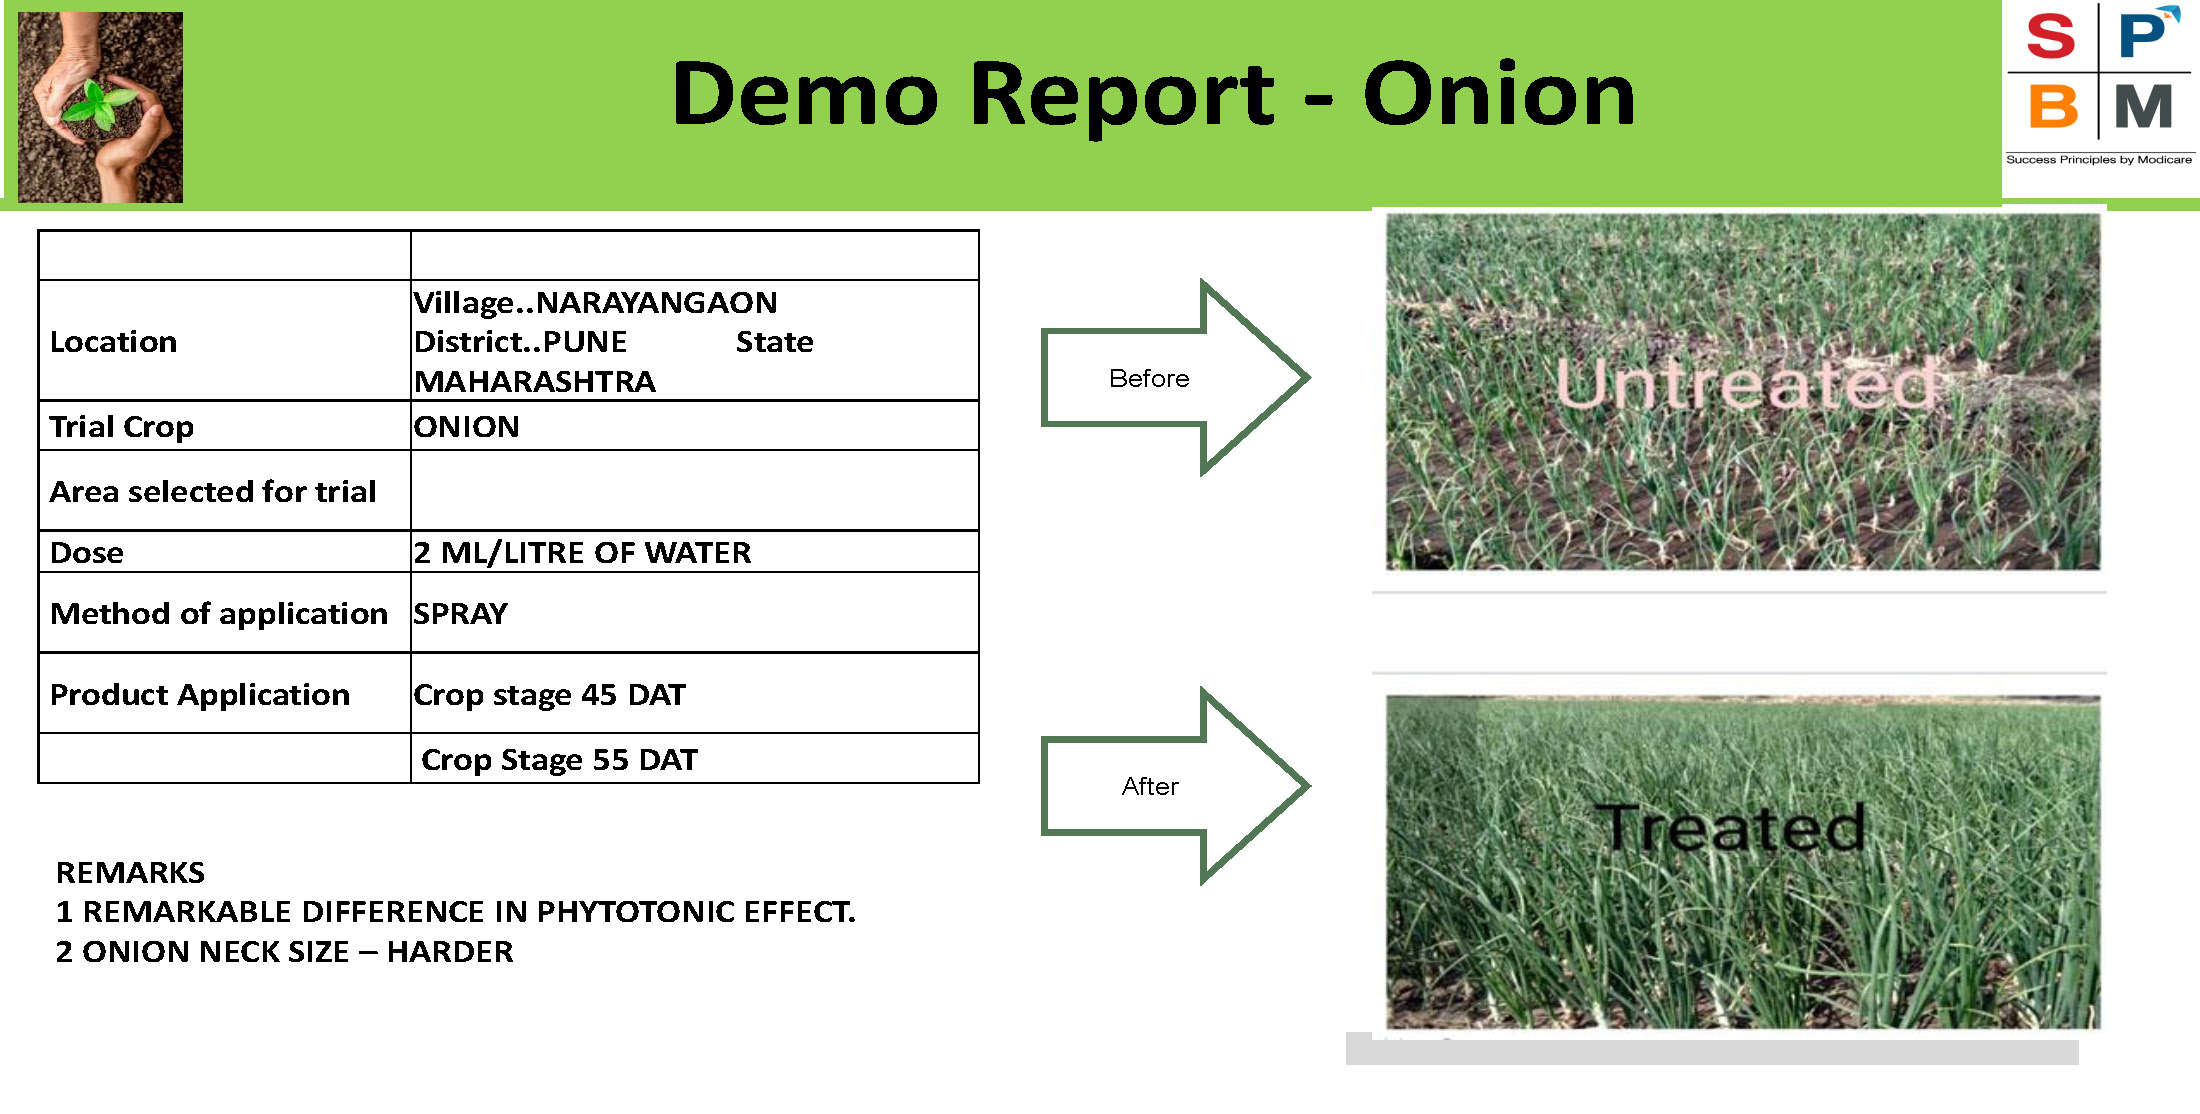 Demo Report - Onion
S P
B M
Success Principles by Modicare
Location
Village..NARAYANGAON
District..PUNE State
MAHARASHTRA
Trial Crop ONION
Area selected for trial
Dose 2 ML/LITRE OF WATER
Method of application SPRAY
Product Application Crop stage 45 DAT
Crop Stage 55 DAT
REMARKS
1 REMARKABLE DIFFERENCE IN PHYTOTONIC EFFECT.
2 ONION NECK SIZE – HARDER
Before
Untreated
After
Treated